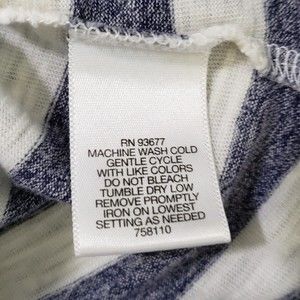 RN 93677
MACHINE WASH COLD
GENTLE CYCLE
WITH LIKE COLORS
DO NOT BLEACH
TUMBLE DRY LOW
REMOVE PROMPTLY
IRON ON LOWEST
SETTING AS NEEDED
758110